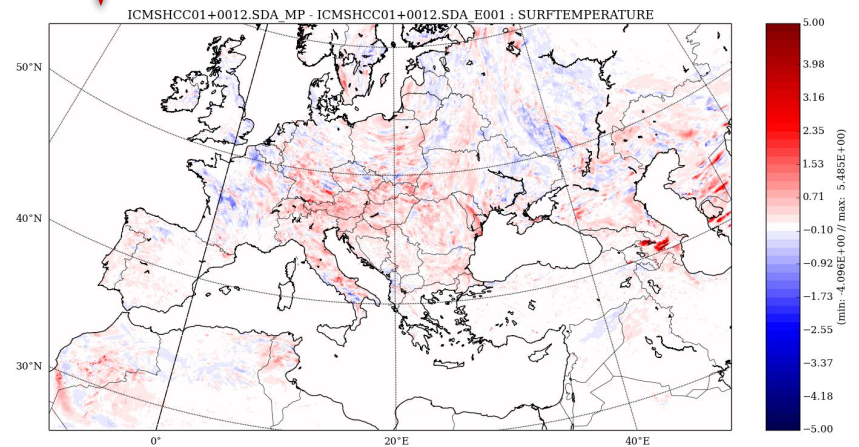 ICMSHCC01+0012.SDA_MP - ICMSHCC01+0012.SDA_E001 : SURFTEMPERATURE
50°N
40°N
30°N
0°
20°E
40°E
5.00
3.98
3.16
2.35
1.53
0.71
−0.10
−0.92
−1.73
−2.55
−3.37
−4.18
−5.00
(min: -4.096E+00 // max: 5.485E+00)